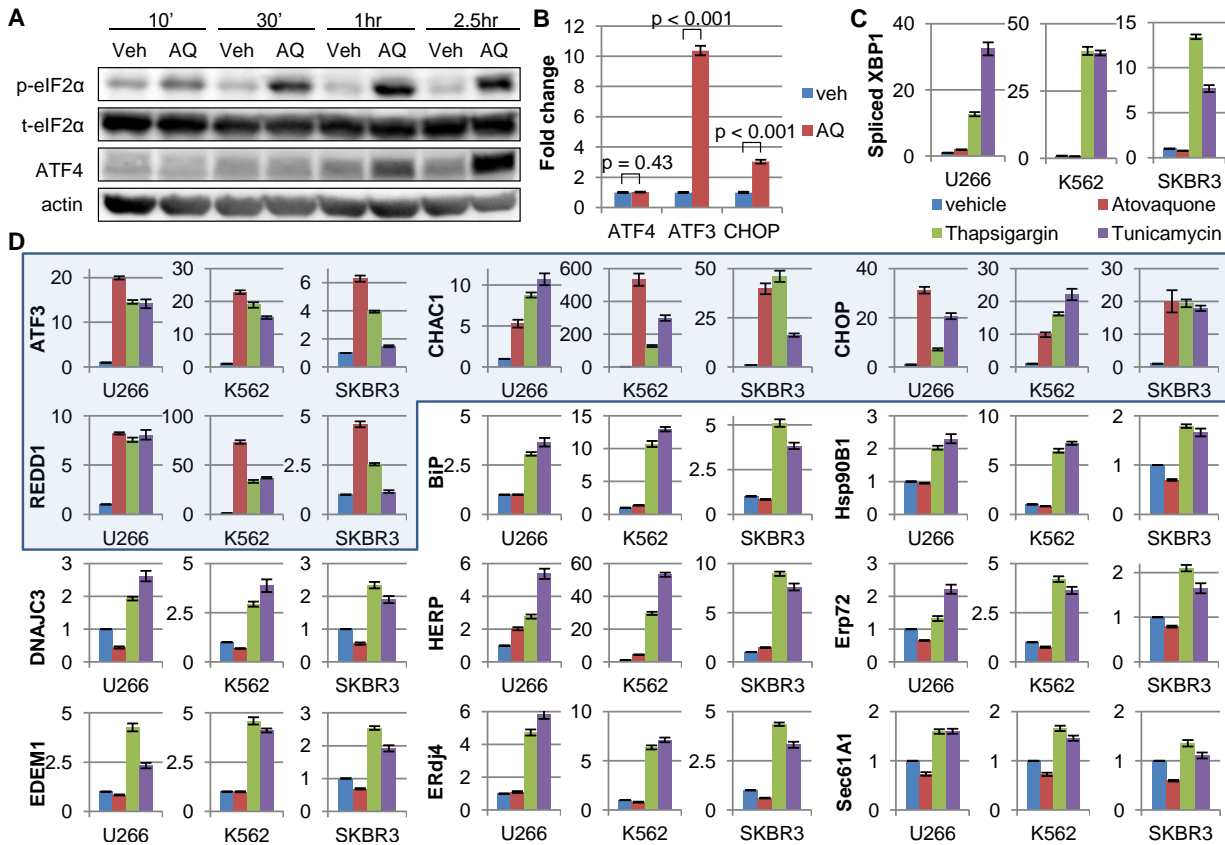 A
10' 30' 1hr 2.5hr
Veh AQ Veh AQ Veh AQ Veh AQ
p-eIF2α
t-eIF2α
ATF4
actin
B
p < 0.001
12
10
8
6
4
2
0
Fold change
veh
AQ
p < 0.001
p = 0.43
ATF4 ATF3 CHOP
C
Spliced XBP1
40
20
0
U266
50
25
0
K562
15
10
5
0
SKBR3
vehicle Atovaquone
Thapsigargin Tunicamycin
D
ATF3
20
10
0
U266
30
20
10
0
K562
6
4
2
0
SKBR3
CHAC1
10
5
0
U266
600
400
200
0
K562
50
25
0
SKBR3
CHOP
40
20
0
U266
30
20
10
0
K562
30
20
10
0
SKBR3
REDD1
10
5
0
U266
100
50
0
K562
5
2.5
0
SKBR3
BiP
5
2.5
0
U266
15
10
5
0
K562
5
2.5
0
SKBR3
Hsp90B1
3
2
1
0
U266
10
5
0
K562
2
1
0
SKBR3
DNAJC3
3
2
1
0
U266
5
2.5
0
K562
3
2
1
0
SKBR3
HERP
6
4
2
0
U266
60
40
20
0
K562
10
5
0
SKBR3
Erp72
3
2
1
0
U266
5
2.5
0
K562
2
1
0
SKBR3
EDEM1
5
2.5
0
U266
5
2.5
0
K562
3
2
1
0
SKBR3
ERdj4
6
4
2
0
U266
10
5
0
K562
5
2.5
0
SKBR3
Sec61A1
2
1
0
U266
2
1
0
K562
2
1
0
SKBR3